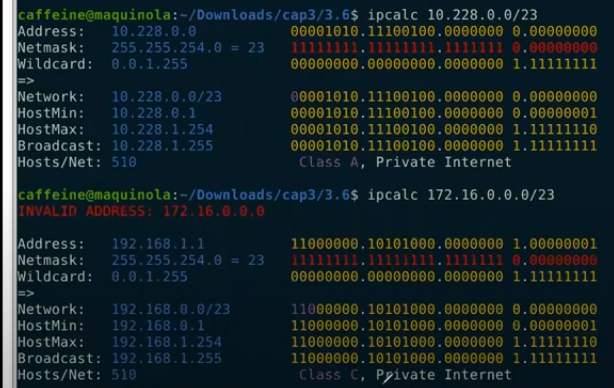 caffeine@maquinola:~/Downloads/cap3/3.6$ ipcalc 10.228.0.0/23
Address: 10.228.0.0 00001010.11100100.0000000 0.00000000
Netmask: 255.255.254.0 = 23 11111111.11111111.1111111 0.00000000
Wildcard: 0.0.1.255 00000000.00000000.0000000 1.11111111
=>
Network: 10.228.0.0/23 00001010.11100100.0000000 0.00000000
HostMin: 10.228.0.1 00001010.11100100.0000000 0.00000001
HostMax: 10.228.1.254 00001010.11100100.0000000 1.11111110
Broadcast: 10.228.1.255 00001010.11100100.0000000 1.11111111
Hosts/Net: 510 Class A, Private Internet
caffeine@maquinola:~/Downloads/cap3/3.6$ ipcalc 172.16.0.0.0/23
INVALID ADDRESS: 172.16.0.0.0
Address: 192.168.1.1 11000000.10101000.0000000 1.00000001
Netmask: 255.255.254.0 = 23 11111111.11111111.1111111 0.00000000
Wildcard: 0.0.1.255 00000000.00000000.0000000 1.11111111
=>
Network: 192.168.0.0/23 11000000.10101000.0000000 0.00000000
HostMin: 192.168.0.1 11000000.10101000.0000000 0.00000001
HostMax: 192.168.1.254 11000000.10101000.0000000 1.11111110
Broadcast: 192.168.1.255 11000000.10101000.0000000 1.11111111
Hosts/Net: 510 Class C, Private Internet